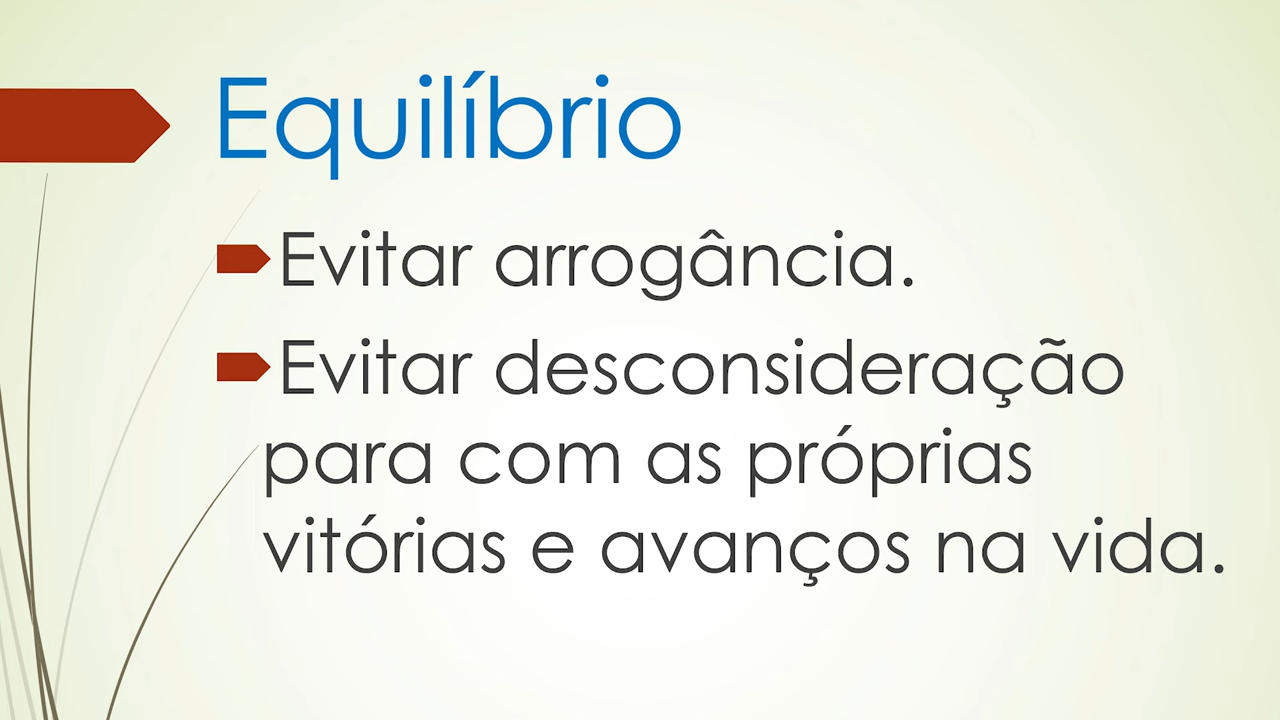 Equilíbrio
Evitar arrogância.
Evitar desconsideração
para com as próprias
vitórias e avanços na vida.